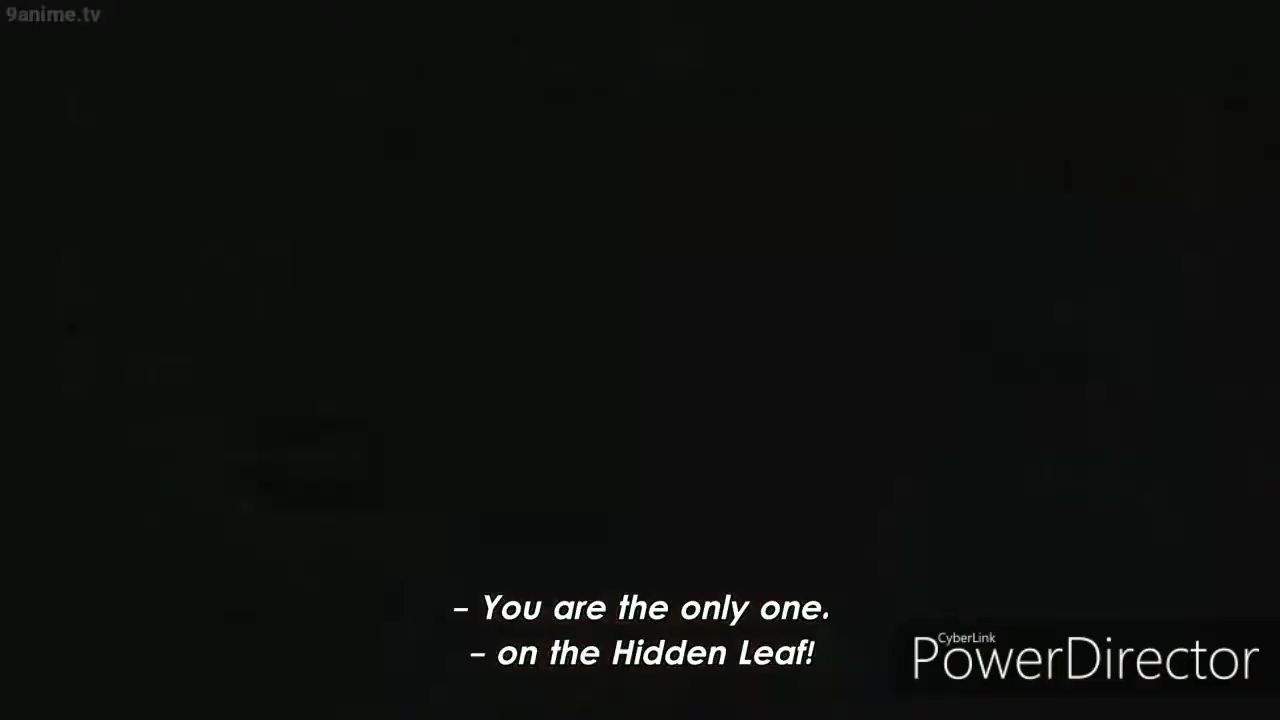 9anime.tv
– You are the only one.
– on the Hidden Leaf!
CyberLink
PowerDirector